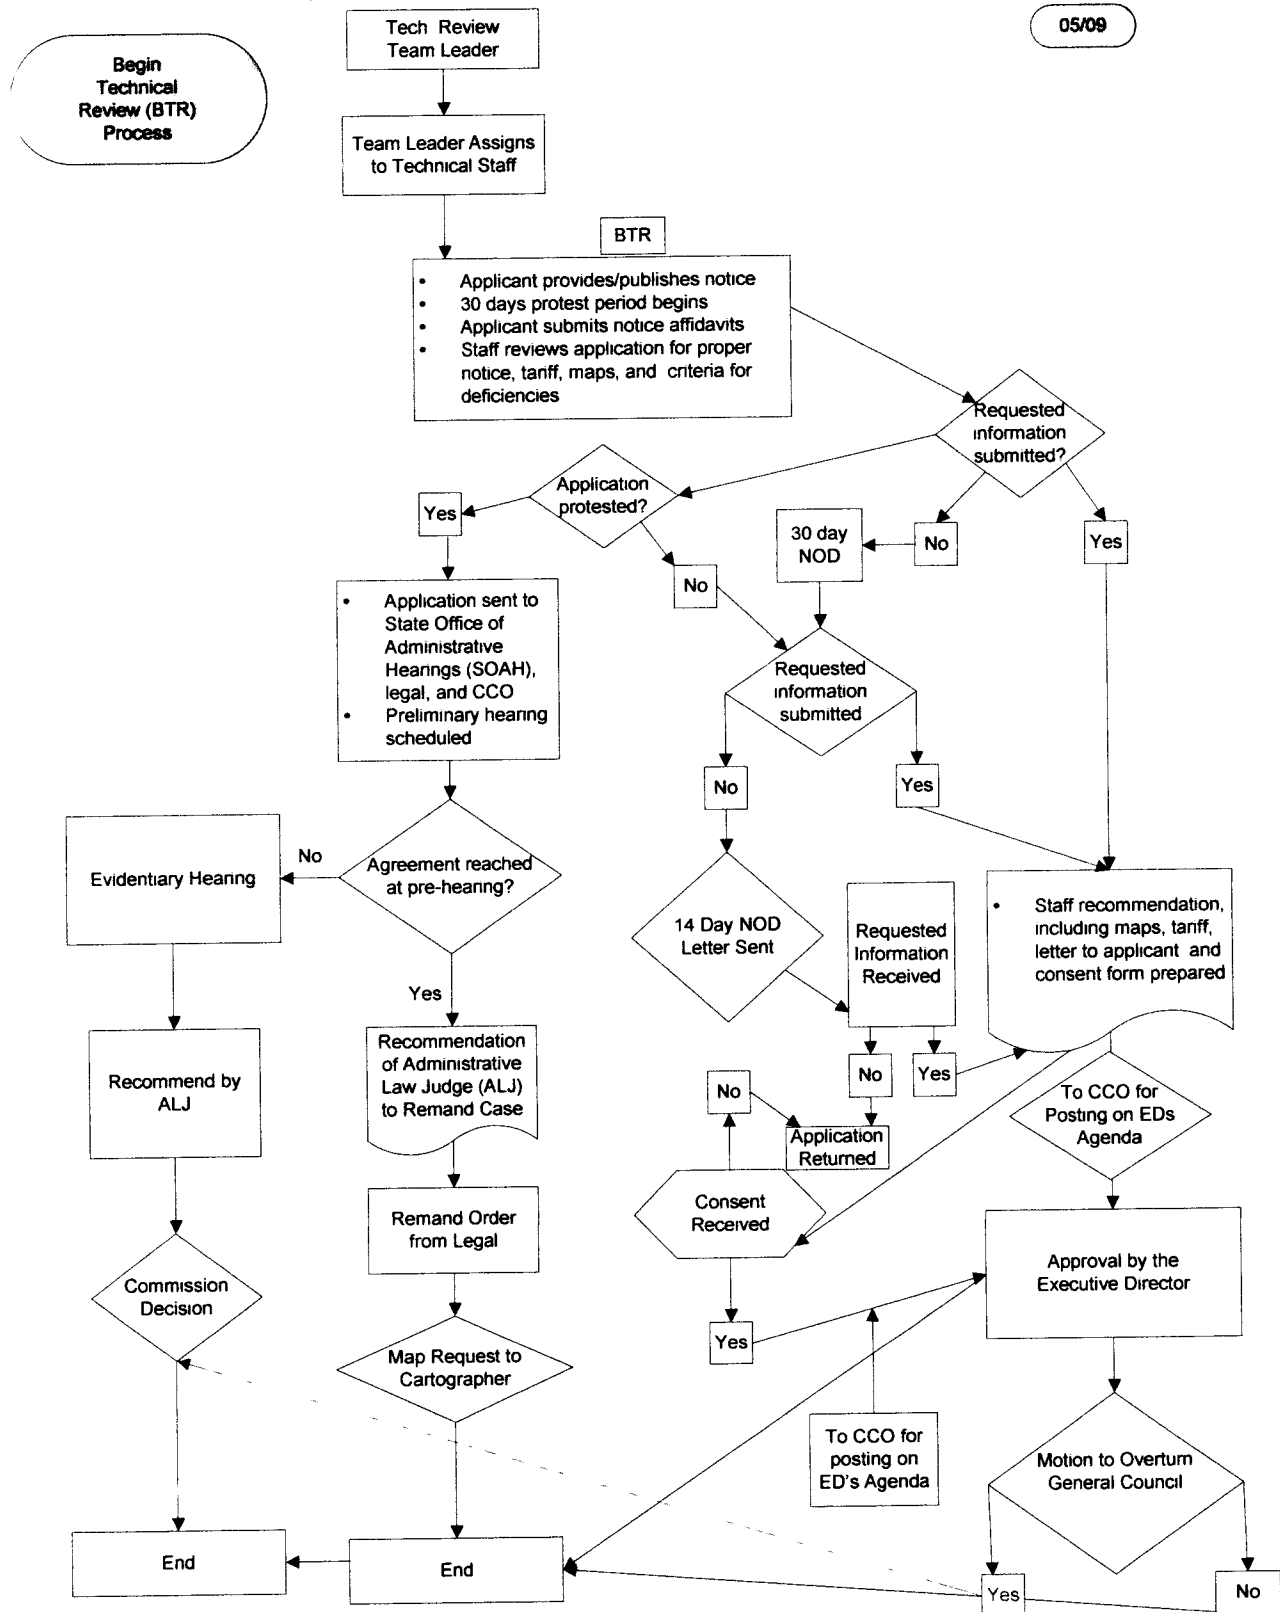 05/09
Begin
Technical
Review (BTR)
Process
Tech Review
Team Leader
Team Leader Assigns
to Technical Staff
BTR
• Applicant provides/publishes notice
• 30 days protest period begins
• Applicant submits notice affidavits
• Staff reviews application for proper
notice, tariff, maps, and criteria for
deficiencies
Requested
information
submitted?
Application
protested?
Yes
No
30 day
NOD
No
Yes
• Application sent to
State Office of
Administrative
Hearings (SOAH),
legal, and CCO
• Preliminary hearing
scheduled
Requested
information
submitted
No
Yes
Agreement reached
at pre-hearing?
No
Evidentiary Hearing
Yes
14 Day NOD
Letter Sent
Requested
Information
Received
• Staff recommendation,
including maps, tariff,
letter to applicant and
consent form prepared
Recommend by
ALJ
Recommendation
of Administrative
Law Judge (ALJ)
to Remand Case
No
No
Yes
Application
Returned
To CCO for
Posting on EDs
Agenda
Remand Order
from Legal
Consent
Received
Approval by the
Executive Director
Commission
Decision
Map Request to
Cartographer
Yes
To CCO for
posting on
ED's Agenda
Motion to Overturn
General Council
End
End
Yes
No